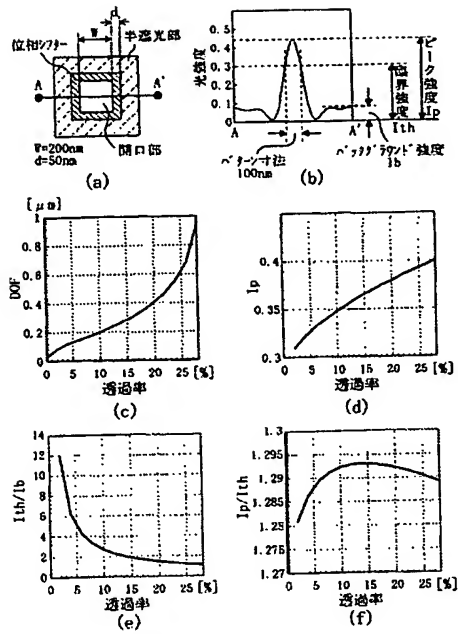 d
W
位相シフター
半遮光部
A
A'
開口部
W=200nm
d=50nm
(a)
光強度
0.5
0.4
0.3
0.2
0.1
0
A
A'
ピーク強度Ip
臨界強度Ith
パターン寸法
100nm
バックグラウンド強度
Ib
(b)
[μm]
DOF
1
0.8
0.6
0.4
0.2
0
0 5 10 15 20 25 [%]
透過率
(c)
Ip
0.4
0.35
0.3
0 5 10 15 20 25 [%]
透過率
(d)
Ith/Ib
14
12
10
8
6
4
2
0
0 5 10 15 20 25 [%]
透過率
(e)
Ip/Ith
1.3
1.295
1.29
1.285
1.28
1.275
1.27
0 5 10 15 20 25 [%]
透過率
(f)